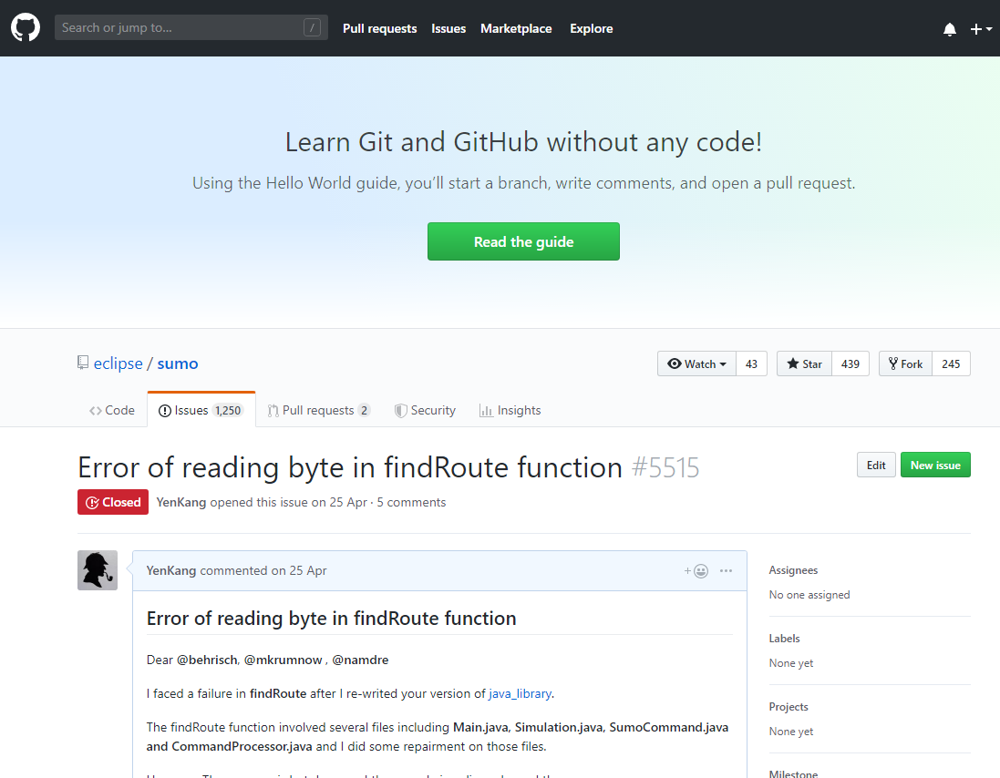 Search or jump to... /
Pull requests Issues Marketplace Explore
Learn Git and GitHub without any code!
Using the Hello World guide, you’ll start a branch, write comments, and open a pull request.
Read the guide
eclipse / sumo
Watch 43 Star 439 Fork 245
Code Issues 1,250 Pull requests 2 Security Insights
Error of reading byte in findRoute function #5515
Edit New issue
Closed YenKang opened this issue on 25 Apr · 5 comments
YenKang commented on 25 Apr
Error of reading byte in findRoute function
Dear @behrisch, @mkrumnow , @namdre
I faced a failure in findRoute after I re-writed your version of java_library.
The findRoute function involved several files including Main.java, Simulation.java, SumoCommand.java
and CommandProcessor.java and I did some repairment on those files.
Assignees
No one assigned
Labels
None yet
Projects
None yet
Milestone